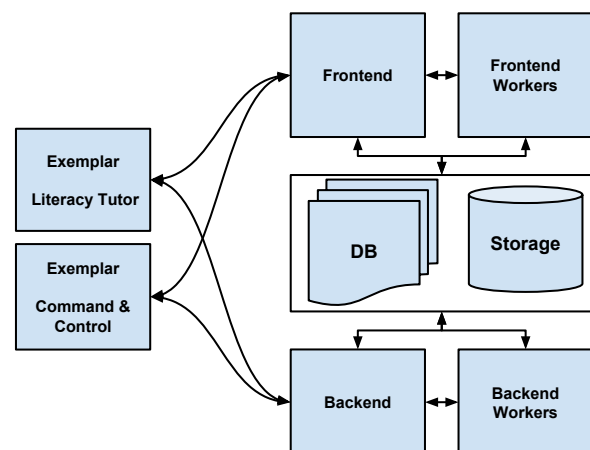 Frontend
Frontend
Workers
Exemplar
Literacy Tutor
Exemplar
Command &
Control
DB
Storage
Backend
Backend
Workers